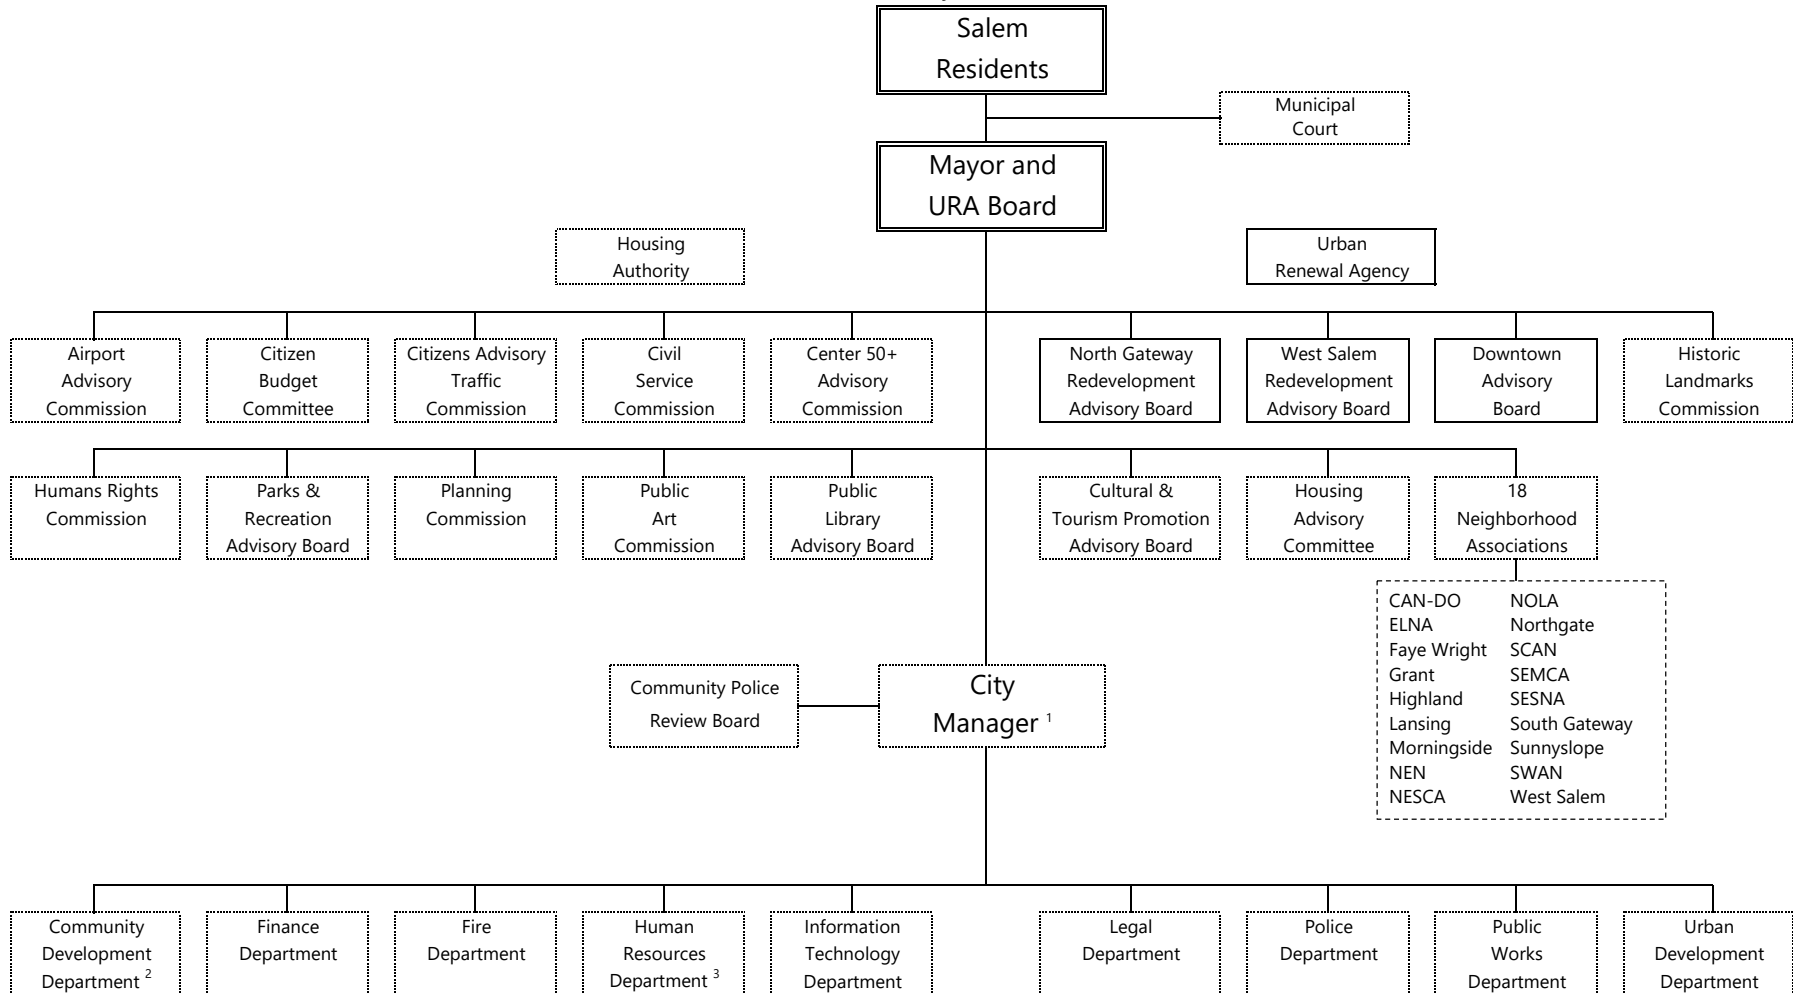 Salem
Residents
Municipal
Court
Mayor and
URA Board
Housing
Authority
Urban
Renewal Agency
Airport
Advisory
Commission
Citizen
Budget
Committee
Citizens Advisory
Traffic
Commission
Civil
Service
Commission
Center 50+
Advisory
Commission
North Gateway
Redevelopment
Advisory Board
West Salem
Redevelopment
Advisory Board
Downtown
Advisory
Board
Historic
Landmarks
Commission
Humans Rights
Commission
Parks &
Recreation
Advisory Board
Planning
Commission
Public
Art
Commission
Public
Library
Advisory Board
Cultural &
Tourism Promotion
Advisory Board
Housing
Advisory
Committee
18
Neighborhood
Associations
CAN-DO NOLA
ELNA Northgate
Faye Wright SCAN
Grant SEMCA
Highland SESNA
Lansing South Gateway
Morningside Sunnyslope
NEN SWAN
NESCA West Salem
Community Police
Review Board
City
Manager 1
Community
Development
Department 2
Finance
Department
Fire
Department
Human
Resources
Department 3
Information
Technology
Department
Legal
Department
Police
Department
Public
Works
Department
Urban
Development
Department